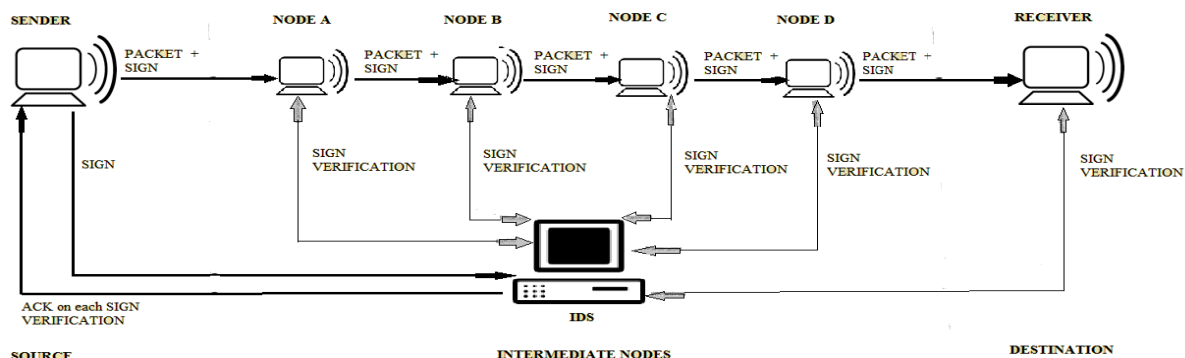 SENDER
NODE A
NODE B
NODE C
NODE D
RECEIVER
PACKET +
SIGN
PACKET +
SIGN
PACKET +
SIGN
PACKET +
SIGN
PACKET +
SIGN
SIGN
SIGN
VERIFICATION
SIGN
VERIFICATION
SIGN
VERIFICATION
SIGN
VERIFICATION
SIGN
VERIFICATION
ACK on each SIGN
VERIFICATION
IDS
SOURCE
INTERMEDIATE NODES
DESTINATION